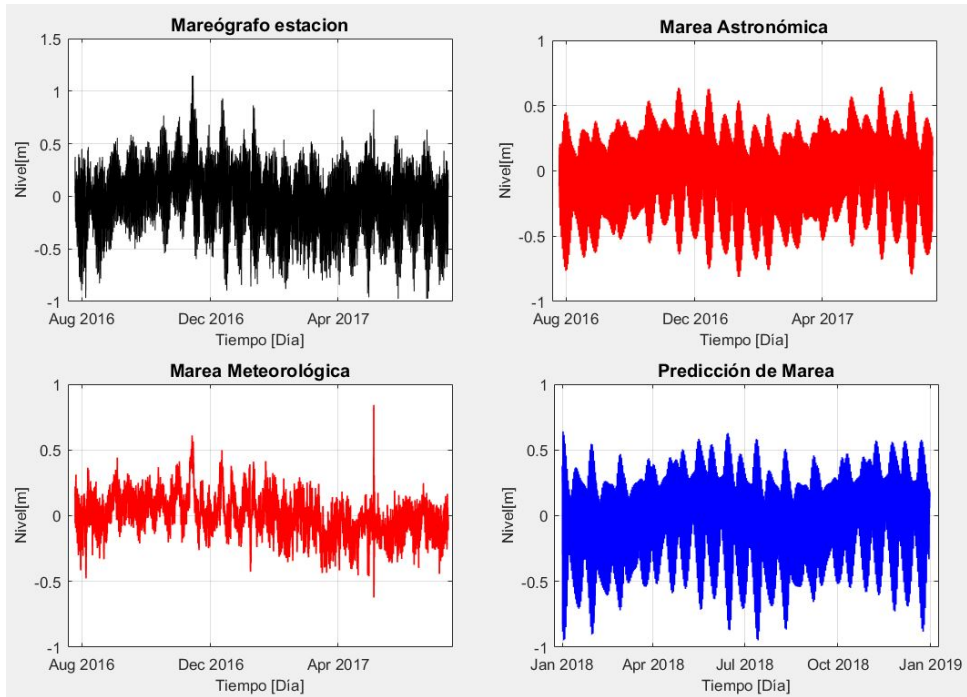 Mareógrafo estacion
1.5
1
0.5
0
-0.5
-1
Nivel[m]
Aug 2016 Dec 2016 Apr 2017
Tiempo [Día]
Marea Astronómica
1
0.5
0
-0.5
-1
Nivel[m]
Aug 2016 Dec 2016 Apr 2017
Tiempo [Día]
Marea Meteorológica
1
0.5
0
-0.5
-1
Nivel[m]
Aug 2016 Dec 2016 Apr 2017
Tiempo [Día]
Predicción de Marea
1
0.5
0
-0.5
-1
Nivel[m]
Jan 2018 Apr 2018 Jul 2018 Oct 2018 Jan 2019
Tiempo [Día]